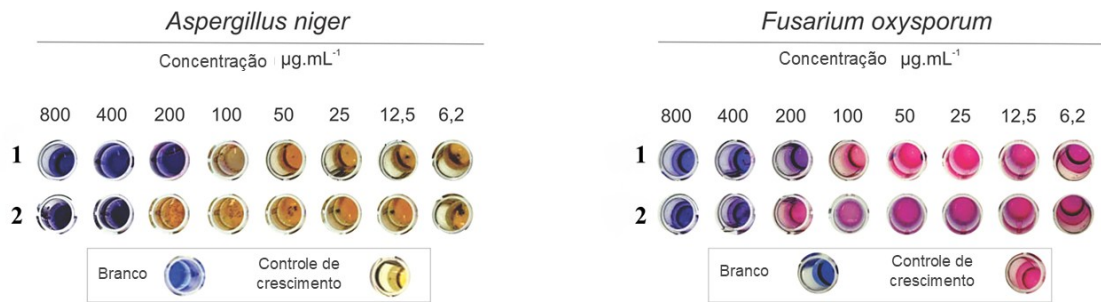 Aspergillus niger
Concentração µg.mL⁻¹
800 400 200 100 50 25 12,5 6,2
1
2
Branco
Controle de
crescimento
Fusarium oxysporum
Concentração µg.mL⁻¹
800 400 200 100 50 25 12,5 6,2
1
2
Branco
Controle de
crescimento